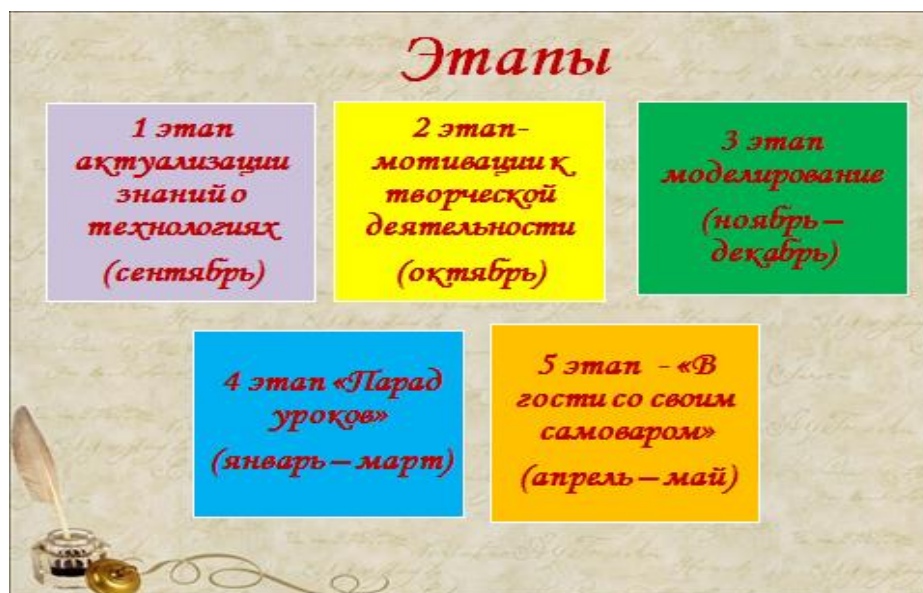 Этапы
1 этап
актуализации
знаний о
технологиях
(сентябрь)
2 этап-
мотивации к
творческой
деятельности
(октябрь)
3 этап
моделирование
(ноябрь –
декабрь)
4 этап «Парад
уроков»
(январь – март)
5 этап - «В
гости со своим
самоваром»
(апрель – май)